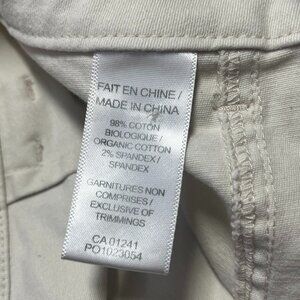 FAIT EN CHINE /
MADE IN CHINA
98% COTON
BIOLOGIQUE /
ORGANIC COTTON
2% SPANDEX /
SPANDEX
GARNITURES NON
COMPRISES /
EXCLUSIVE OF
TRIMMINGS
CA 01241
PO1023054